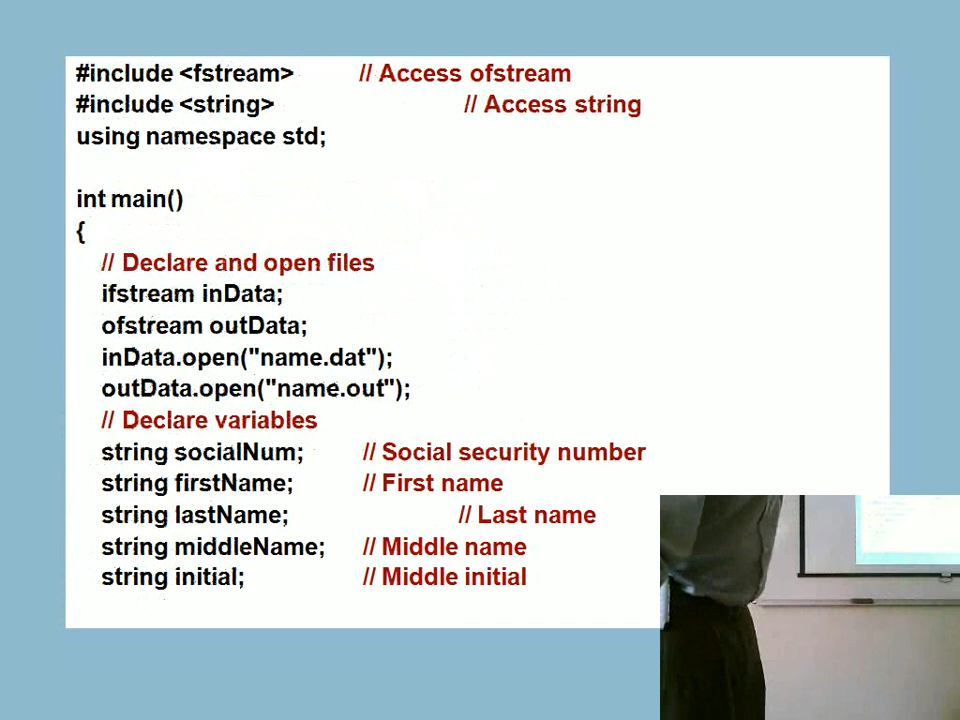 #include <fstream> // Access ofstream
#include <string> // Access string
using namespace std;
int main()
{
// Declare and open files
ifstream inData;
ofstream outData;
inData.open("name.dat");
outData.open("name.out");
// Declare variables
string socialNum; // Social security number
string firstName; // First name
string lastName; // Last name
string middleName; // Middle name
string initial; // Middle initial